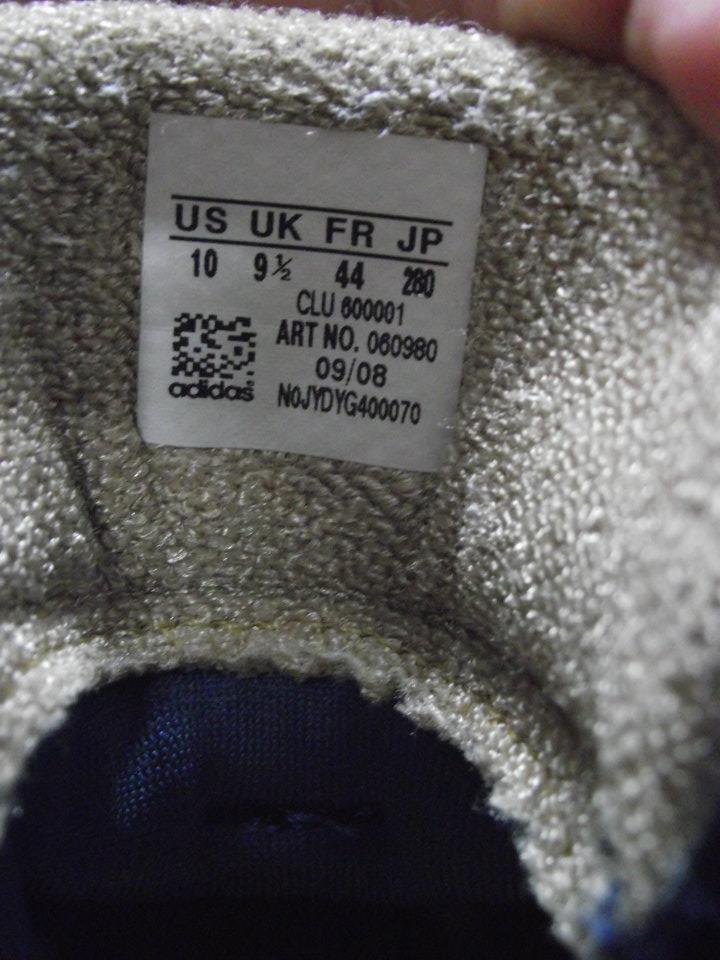 US UK FR JP
10 9½ 44 280
CLU 600001
ART NO. 060980
09/08
adidas
N0JYDYG400070